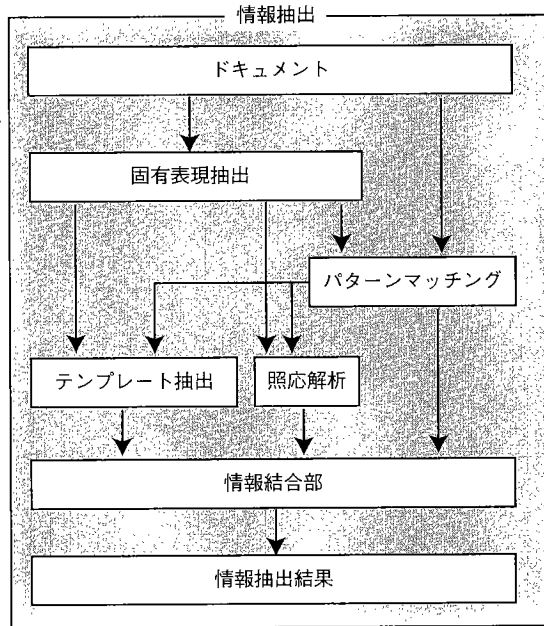 情報抽出
ドキュメント
固有表現抽出
パターンマッチング
テンプレート抽出
照応解析
情報結合部
情報抽出結果